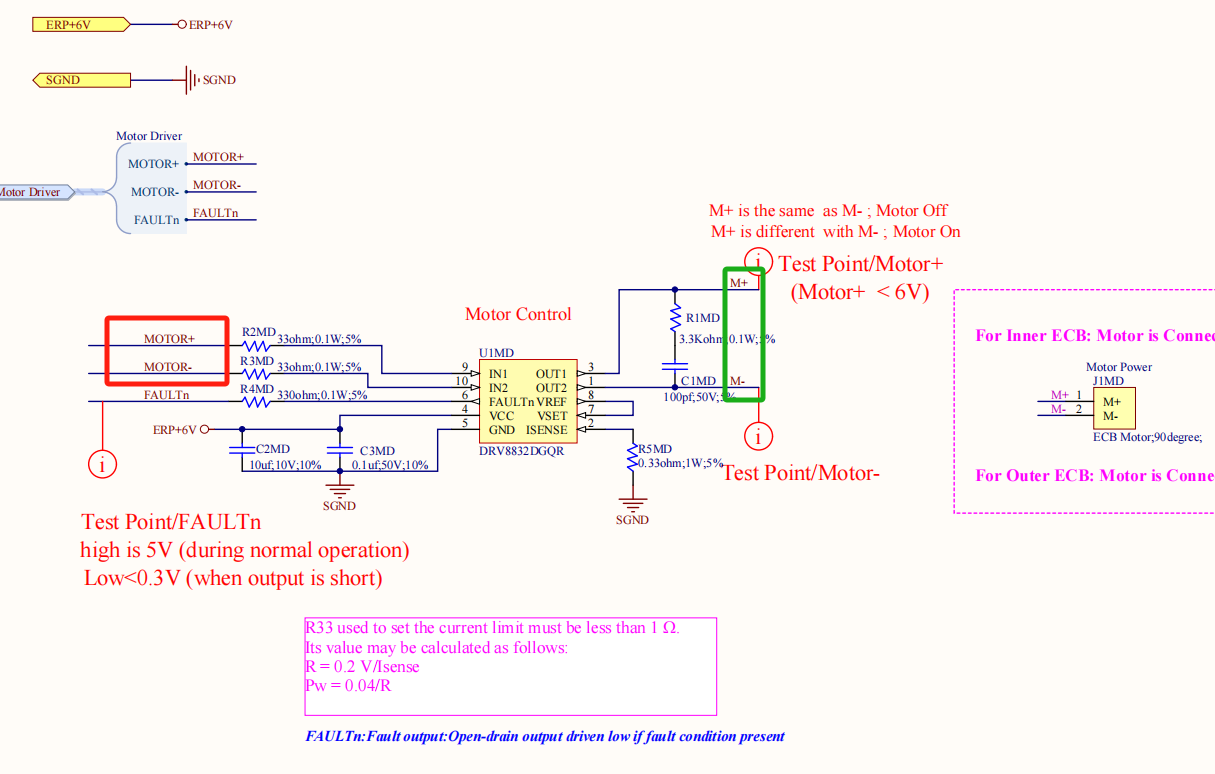 ERP+6V
ERP+6V
SGND
SGND
Motor Driver
Motor Driver
MOTOR+
MOTOR+
MOTOR-
MOTOR-
FAULTn
FAULTn
M+ is the same as M- ; Motor Off
M+ is different with M- ; Motor On
i
Test Point/Motor+
(Motor+ < 6V)
M+
Motor Control
R1MD
3.3Kohm;0.1W;5%
C1MD
100pf;50V;5%
M-
MOTOR+
R2MD
33ohm;0.1W;5%
MOTOR-
R3MD
33ohm;0.1W;5%
FAULTn
R4MD
330ohm;0.1W;5%
U1MD
9 IN1 OUT1 3
10 IN2 OUT2 1
6 FAULTn VREF 8
4 VCC VSET 7
5 GND ISENSE 2
DRV8832DGQR
ERP+6V
C2MD
10uf;10V;10%
C3MD
0.1uf;50V;10%
SGND
R5MD
0.33ohm;1W;5%
SGND
i
Test Point/Motor-
i
Test Point/FAULTn
high is 5V (during normal operation)
Low<0.3V (when output is short)
For Inner ECB: Motor is Connec
Motor Power
J1MD
M+ 1 M+
M- 2 M-
ECB Motor;90degree;
For Outer ECB: Motor is Conne
R33 used to set the current limit must be less than 1 Ω.
Its value may be calculated as follows:
R = 0.2 V/Isense
Pw = 0.04/R
FAULTn:Fault output:Open-drain output driven low if fault condition present